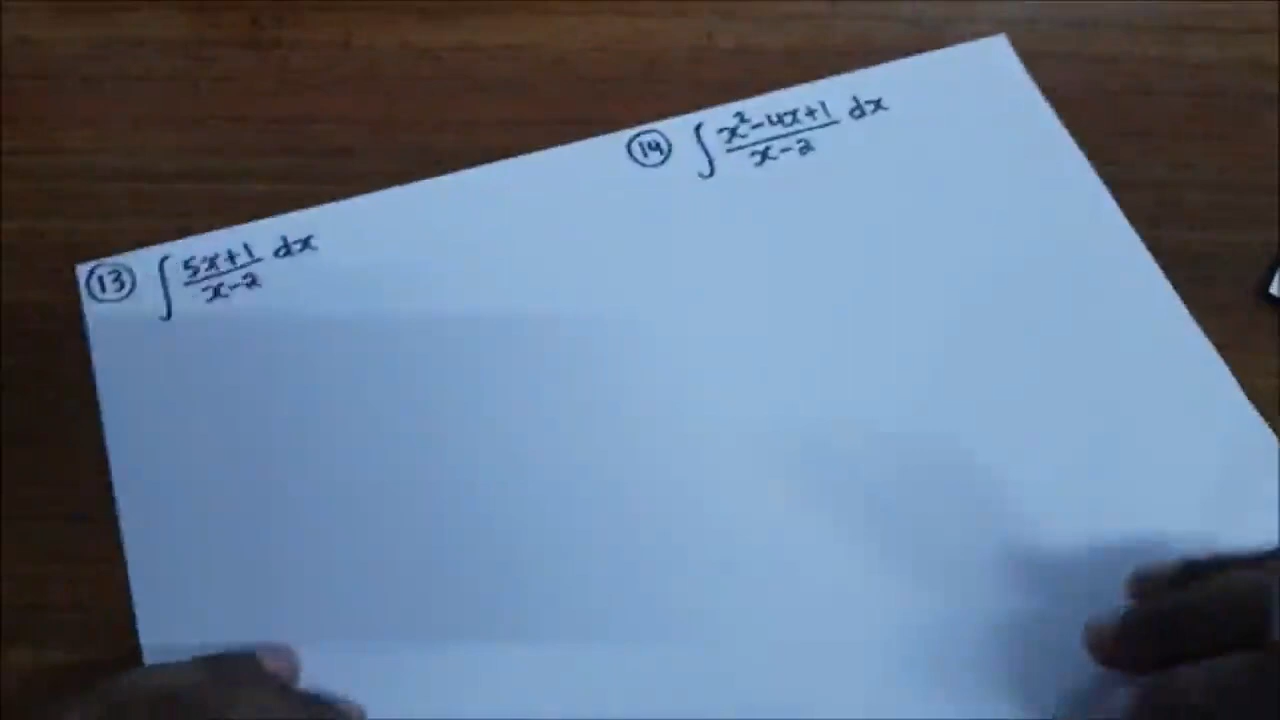 ⑬ ∫ (5x+1)/(x-2) dx
⑭ ∫ (x²-4x+1)/(x-2) dx